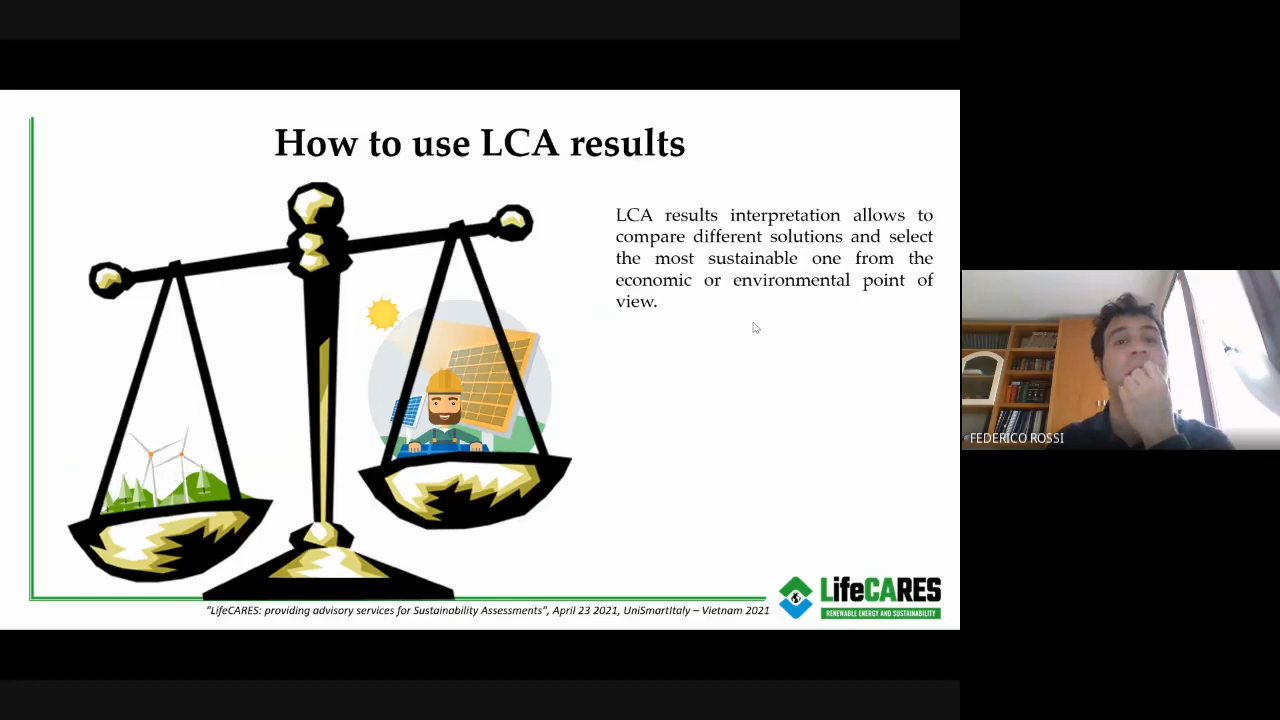 How to use LCA results
LCA results interpretation allows to
compare different solutions and select
the most sustainable one from the
economic or environmental point of
view.
FEDERICO ROSSI
"LifeCARES: providing advisory services for Sustainability Assessments", April 23 2021, UniSmartItaly – Vietnam 2021
LifeCARES
RENEWABLE ENERGY AND SUSTAINABILITY